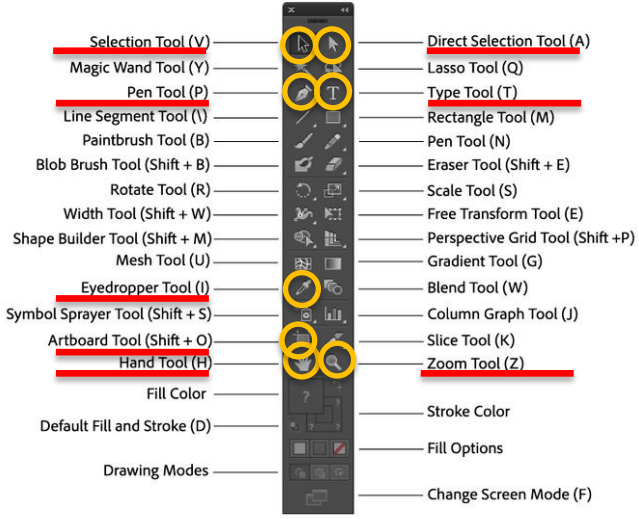 Selection Tool (V)
Direct Selection Tool (A)
Magic Wand Tool (Y)
Lasso Tool (Q)
Pen Tool (P)
Type Tool (T)
Line Segment Tool (\)
Rectangle Tool (M)
Paintbrush Tool (B)
Pen Tool (N)
Blob Brush Tool (Shift + B)
Eraser Tool (Shift + E)
Rotate Tool (R)
Scale Tool (S)
Width Tool (Shift + W)
Free Transform Tool (E)
Shape Builder Tool (Shift + M)
Perspective Grid Tool (Shift +P)
Mesh Tool (U)
Gradient Tool (G)
Eyedropper Tool (I)
Blend Tool (W)
Symbol Sprayer Tool (Shift + S)
Column Graph Tool (J)
Artboard Tool (Shift + O)
Slice Tool (K)
Hand Tool (H)
Zoom Tool (Z)
Fill Color
Stroke Color
Default Fill and Stroke (D)
Fill Options
Drawing Modes
Change Screen Mode (F)